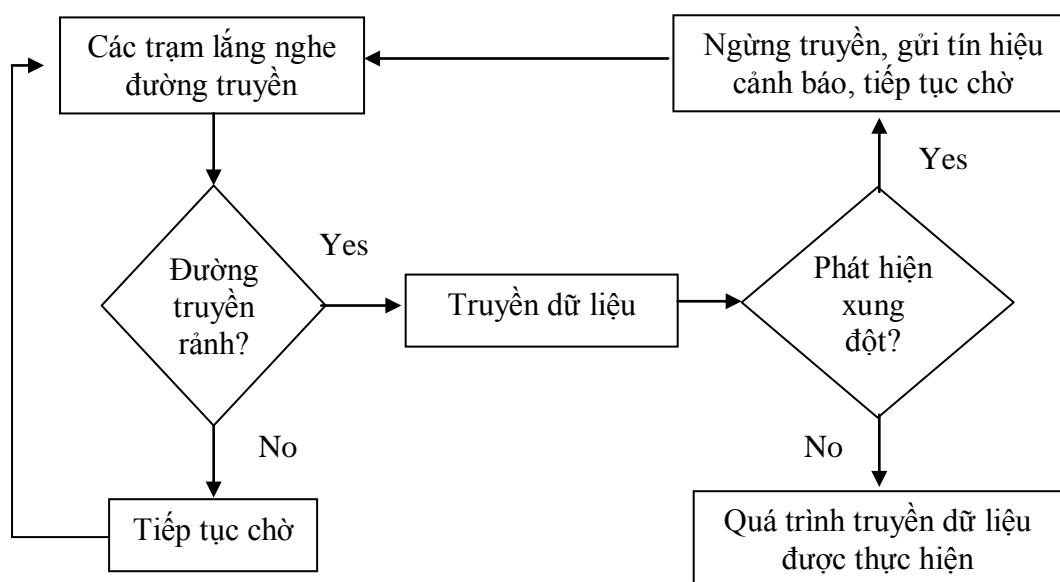 Các trạm lắng nghe
đường truyền
Ngừng truyền, gửi tín hiệu
cảnh báo, tiếp tục chờ
Yes
Yes
Đường
truyền
rảnh?
Truyền dữ liệu
Phát hiện
xung
đột?
No
No
Tiếp tục chờ
Quá trình truyền dữ liệu
được thực hiện